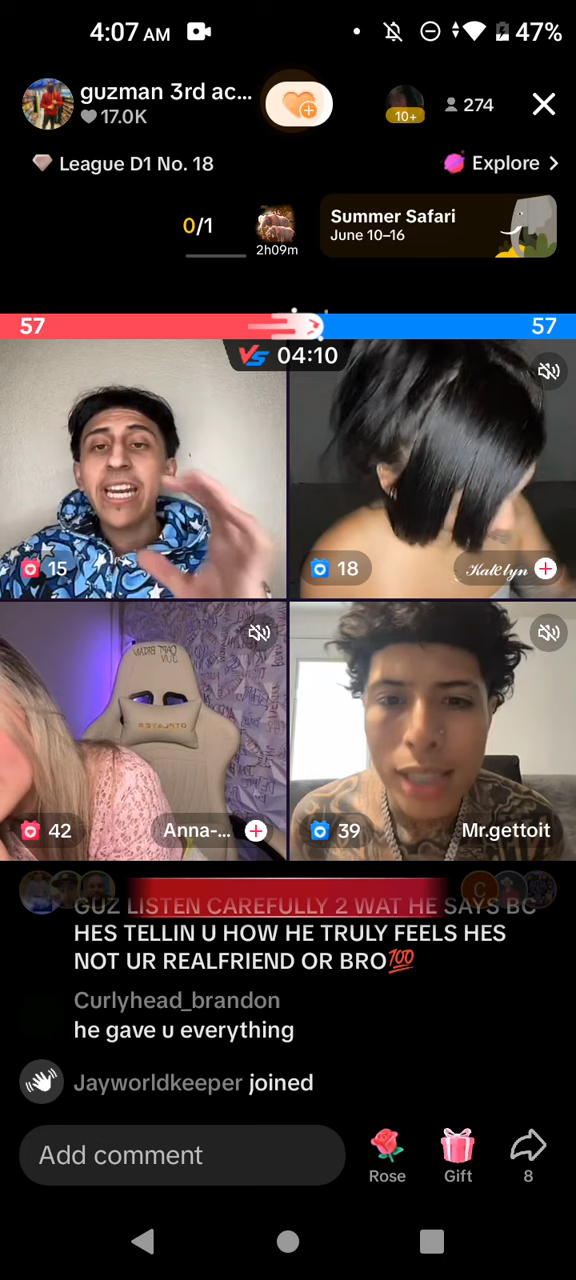 4:07 AM
47%
guzman 3rd ac...
17.0K
10+
274
League D1 No. 18
Explore >
0/1
2h09m
Summer Safari
June 10–16
57
57
VS 04:10
15
18
𝒦𝒶𝓉ℯ𝓁𝓎𝓃
42
Anna-...
39
Mr.gettoit
GUZ LISTEN CAREFULLY 2 WAT HE SAYS BC
HES TELLIN U HOW HE TRULY FEELS HES
NOT UR REALFRIEND OR BRO💯
Curlyhead_brandon
he gave u everything
Jayworldkeeper joined
Add comment
Rose
Gift
8